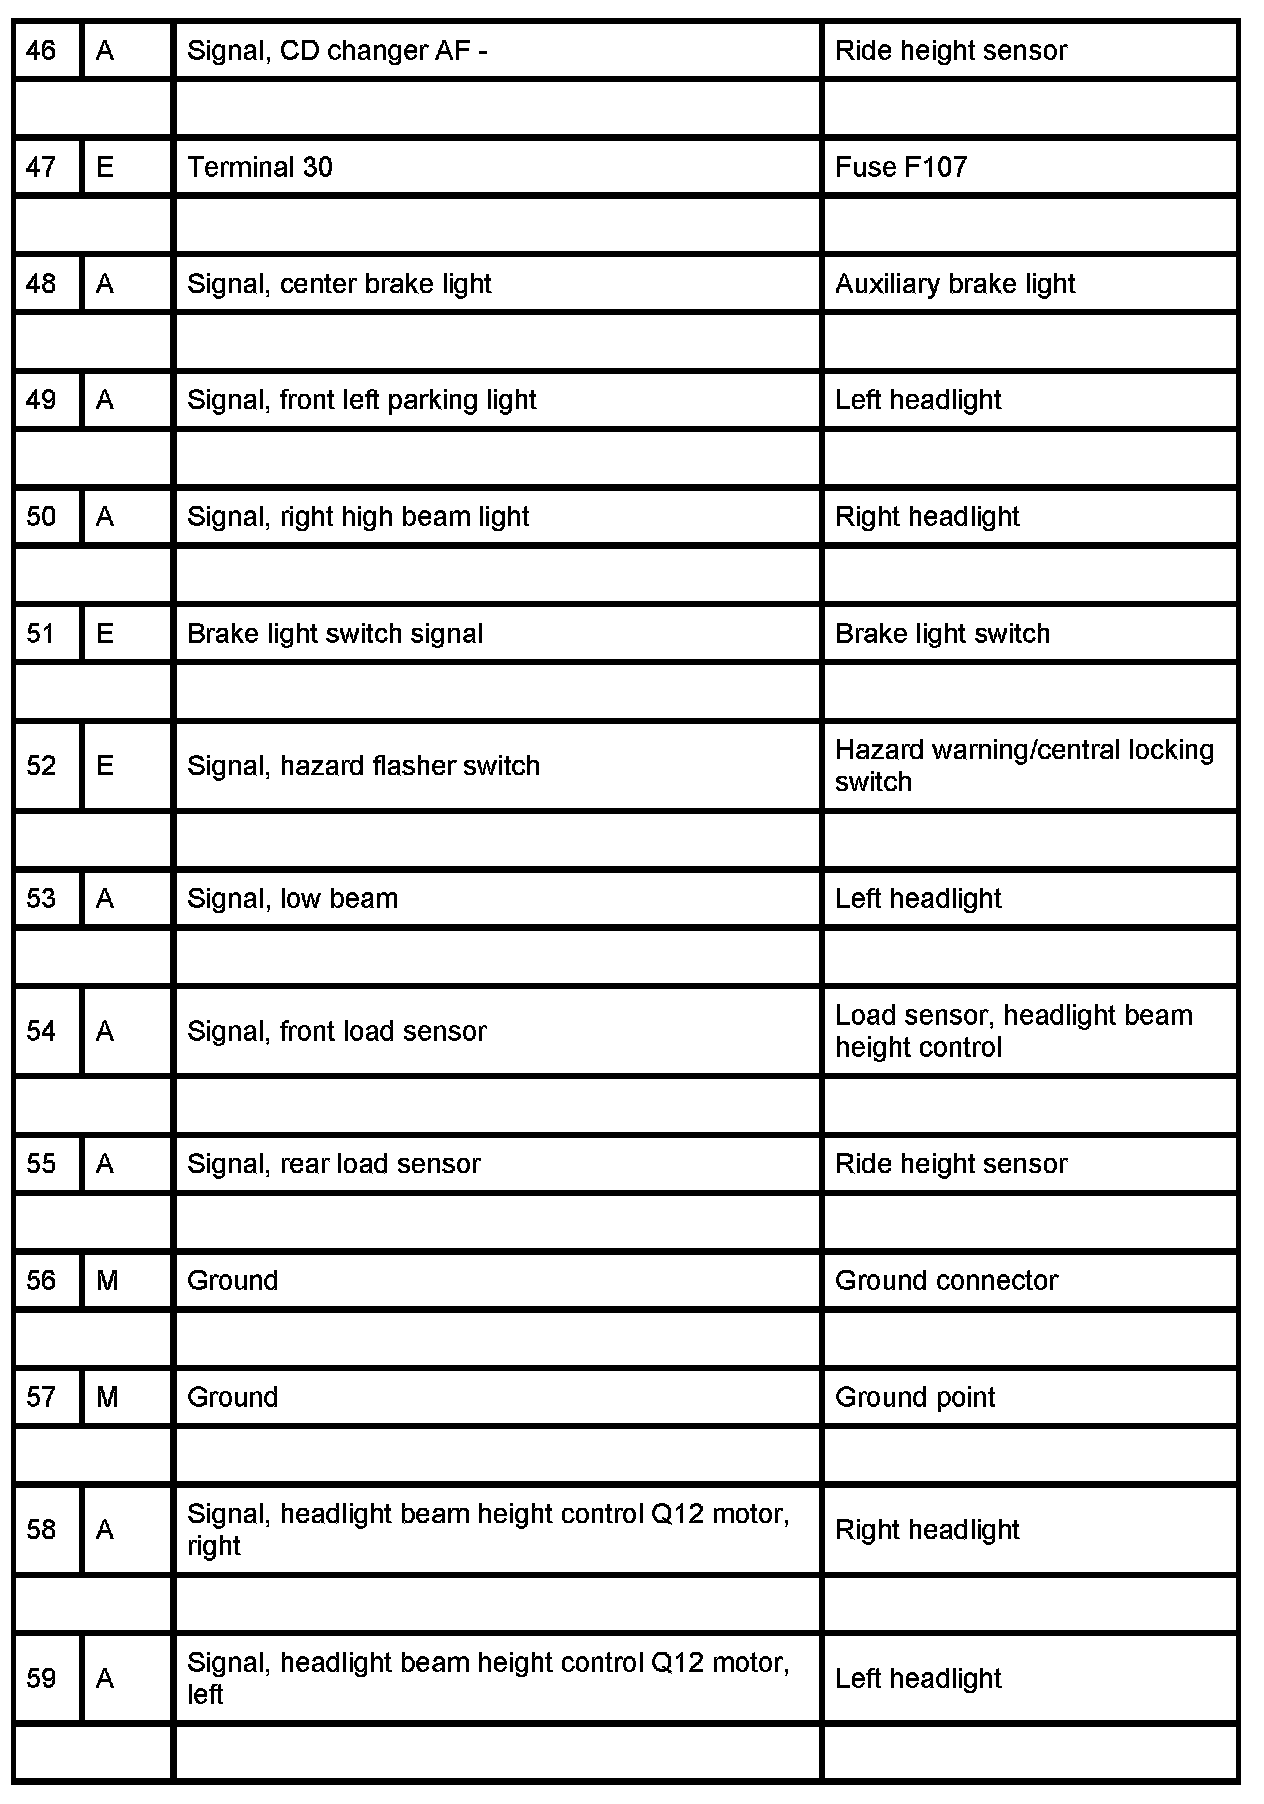 46 A Signal, CD changer AF - Ride height sensor
47 E Terminal 30 Fuse F107
48 A Signal, center brake light Auxiliary brake light
49 A Signal, front left parking light Left headlight
50 A Signal, right high beam light Right headlight
51 E Brake light switch signal Brake light switch
52 E Signal, hazard flasher switch Hazard warning/central locking
switch
53 A Signal, low beam Left headlight
54 A Signal, front load sensor Load sensor, headlight beam
height control
55 A Signal, rear load sensor Ride height sensor
56 M Ground Ground connector
57 M Ground Ground point
58 A Signal, headlight beam height control Q12 motor,
right Right headlight
59 A Signal, headlight beam height control Q12 motor,
left Left headlight